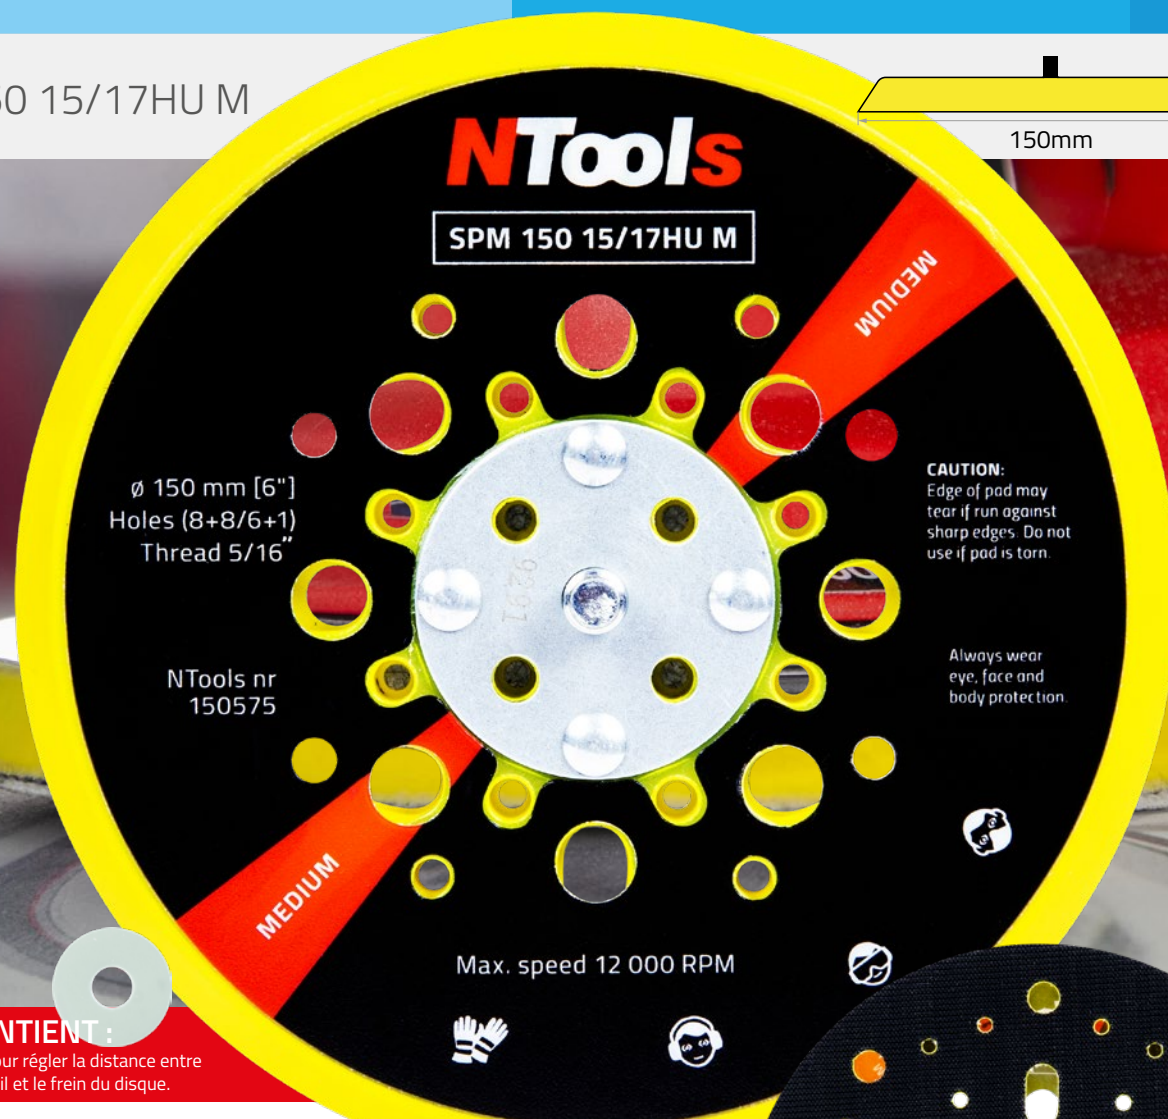 50 15/17HU M
150mm
NTools
SPM 150 15/17HU M
MEDIUM
ø 150 mm [6"]
Holes (8+8/6+1)
Thread 5/16"
CAUTION:
Edge of pad may
tear if run against
sharp edges. Do not
use if pad is torn.
9291
NTools nr
150575
Always wear
eye, face and
body protection.
MEDIUM
Max. speed 12 000 RPM
NTIENT :
ur régler la distance entre
il et le frein du disque.